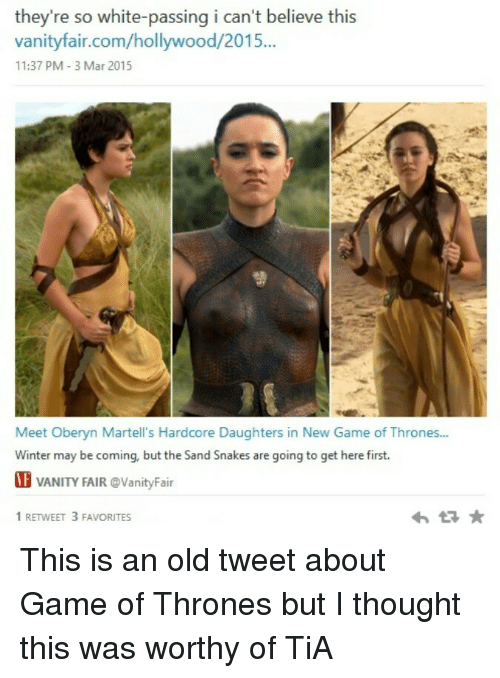 they're so white-passing i can't believe this
vanityfair.com/hollywood/2015...
11:37 PM - 3 Mar 2015
Meet Oberyn Martell's Hardcore Daughters in New Game of Thrones...
Winter may be coming, but the Sand Snakes are going to get here first.
VF VANITY FAIR @VanityFair
1 RETWEET 3 FAVORITES
This is an old tweet about
Game of Thrones but I thought
this was worthy of TiA